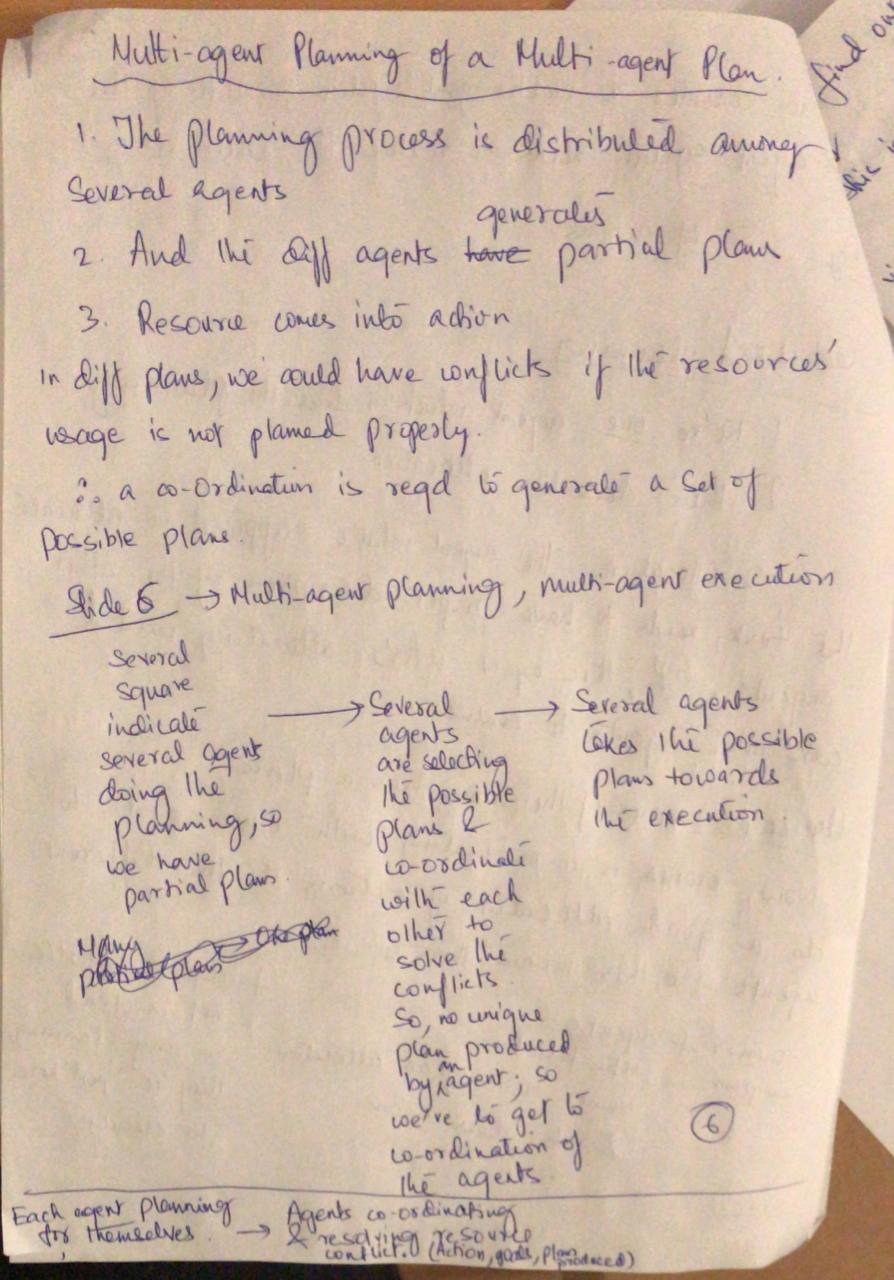 Multi-agent Planning of a Multi-agent Plan.
1. The planning process is distributed among
Several agents
generates
2. And the diff agents have partial plans
3. Resource comes into action
In diff plans, we could have conflicts if the resources'
usage is not planned properly.
∴ a co-ordination is reqd to generate a set of
possible plans.
Slide 6 → Multi-agent planning, multi-agent execution
several
square
indicate
several agents
doing the
planning, so
we have
partial plans.
Many
partial plans → One plan
→ Several
agents
are selecting
the possible
plans &
co-ordinate
with each
other to
solve the
conflicts.
So, no unique
plan produced
an
by agent; so
we've to get to
co-ordination of
the agents.
→ Several agents
takes the possible
plans towards
the execution.
6
Each agent planning
for themselves.
→ Agents co-ordinating
& resolving resource
conflict. (Action, goals, plans
produced)
find out
this